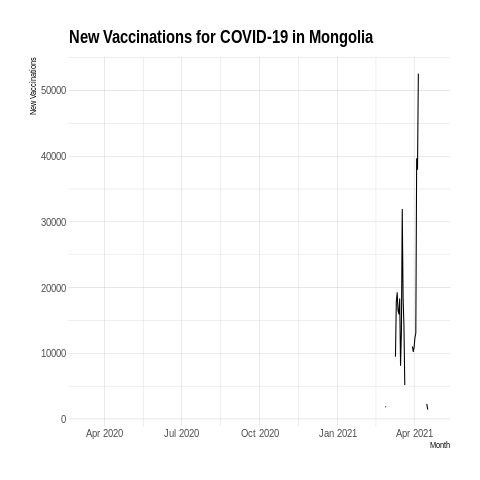 New Vaccinations for COVID-19 in Mongolia
New Vaccinations
50000
40000
30000
20000
10000
0
Apr 2020 Jul 2020 Oct 2020 Jan 2021 Apr 2021
Month